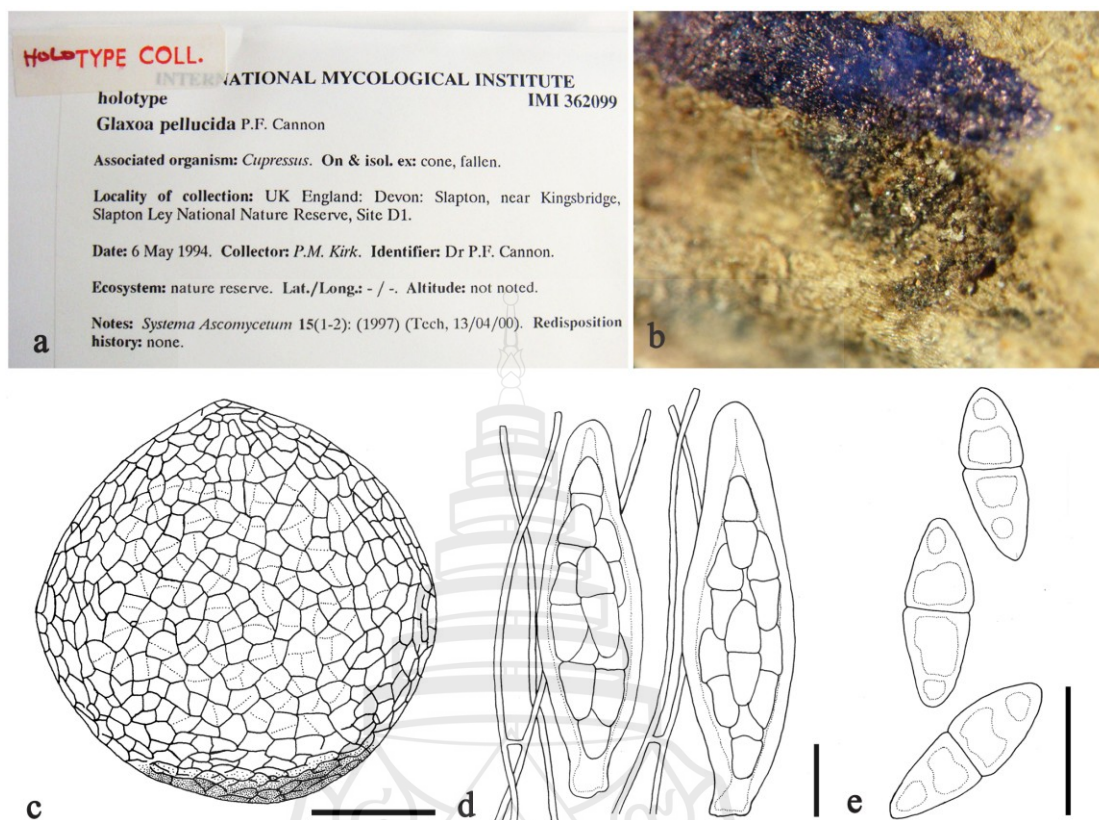 HOLOTYPE COLL.
INTERNATIONAL MYCOLOGICAL INSTITUTE
holotype IMI 362099
Glaxoa pellucida P.F. Cannon
Associated organism: Cupressus. On & isol. ex: cone, fallen.
Locality of collection: UK England: Devon: Slapton, near Kingsbridge,
Slapton Ley National Nature Reserve, Site D1.
Date: 6 May 1994. Collector: P.M. Kirk. Identifier: Dr P.F. Cannon.
Ecosystem: nature reserve. Lat./Long.: - / -. Altitude: not noted.
Notes: Systema Ascomycetum 15(1-2): (1997) (Tech, 13/04/00). Redisposition
history: none.
a
b
c
d
e